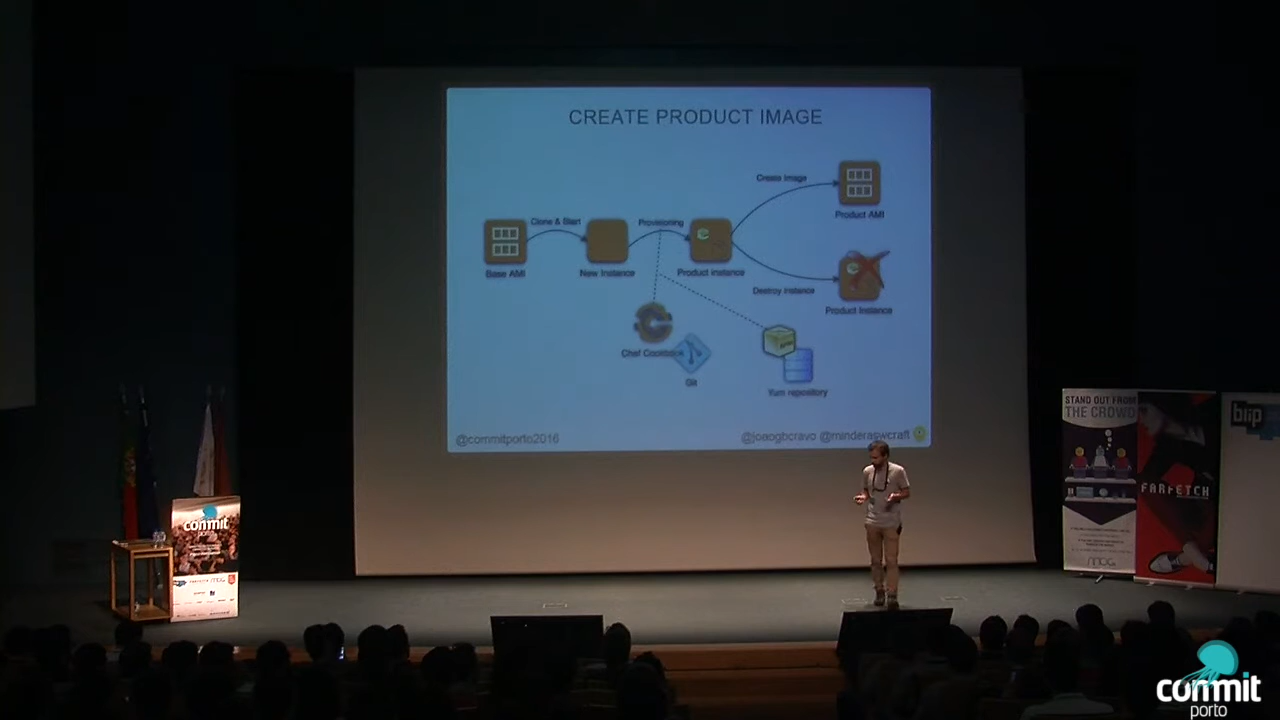 CREATE PRODUCT IMAGE
Create Image
Product AMI
Clone & Start
Provisioning
Base AMI
New Instance
Product Instance
Destroy Instance
Product Instance
Chef Cookbook
Git
Yum repository
@commitporto2016
@joaogbcravo @minderaswcraft
commit
porto
STAND OUT FROM
THE CROWD
FARFETCH
blip
commit
porto